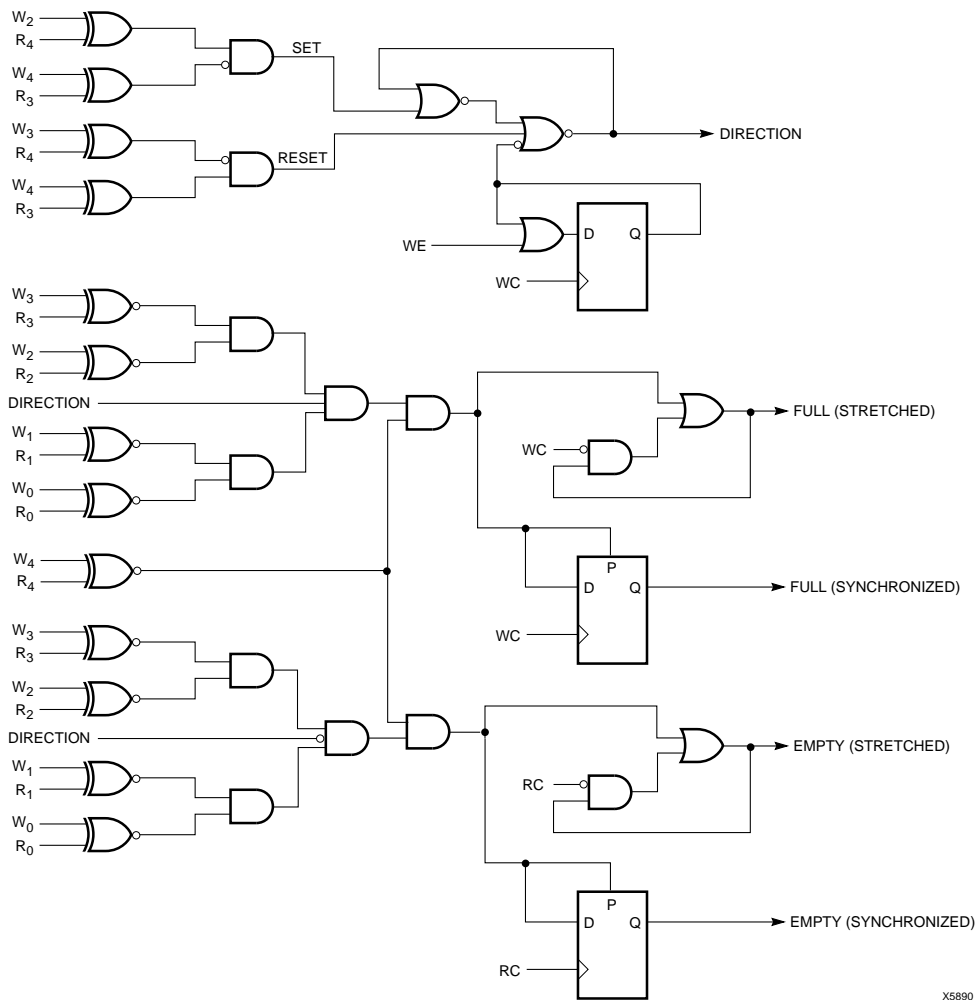 W2
R4
SET
W4
R3
DIRECTION
W3
R4
RESET
W4
R3
D Q
WE
WC
W3
R3
W2
R2
DIRECTION
FULL (STRETCHED)
W1
R1
WC
W0
R0
W4
R4
P
D Q
FULL (SYNCHRONIZED)
WC
W3
R3
W2
R2
DIRECTION
EMPTY (STRETCHED)
W1
R1
RC
W0
R0
P
D Q
EMPTY (SYNCHRONIZED)
RC
X5890